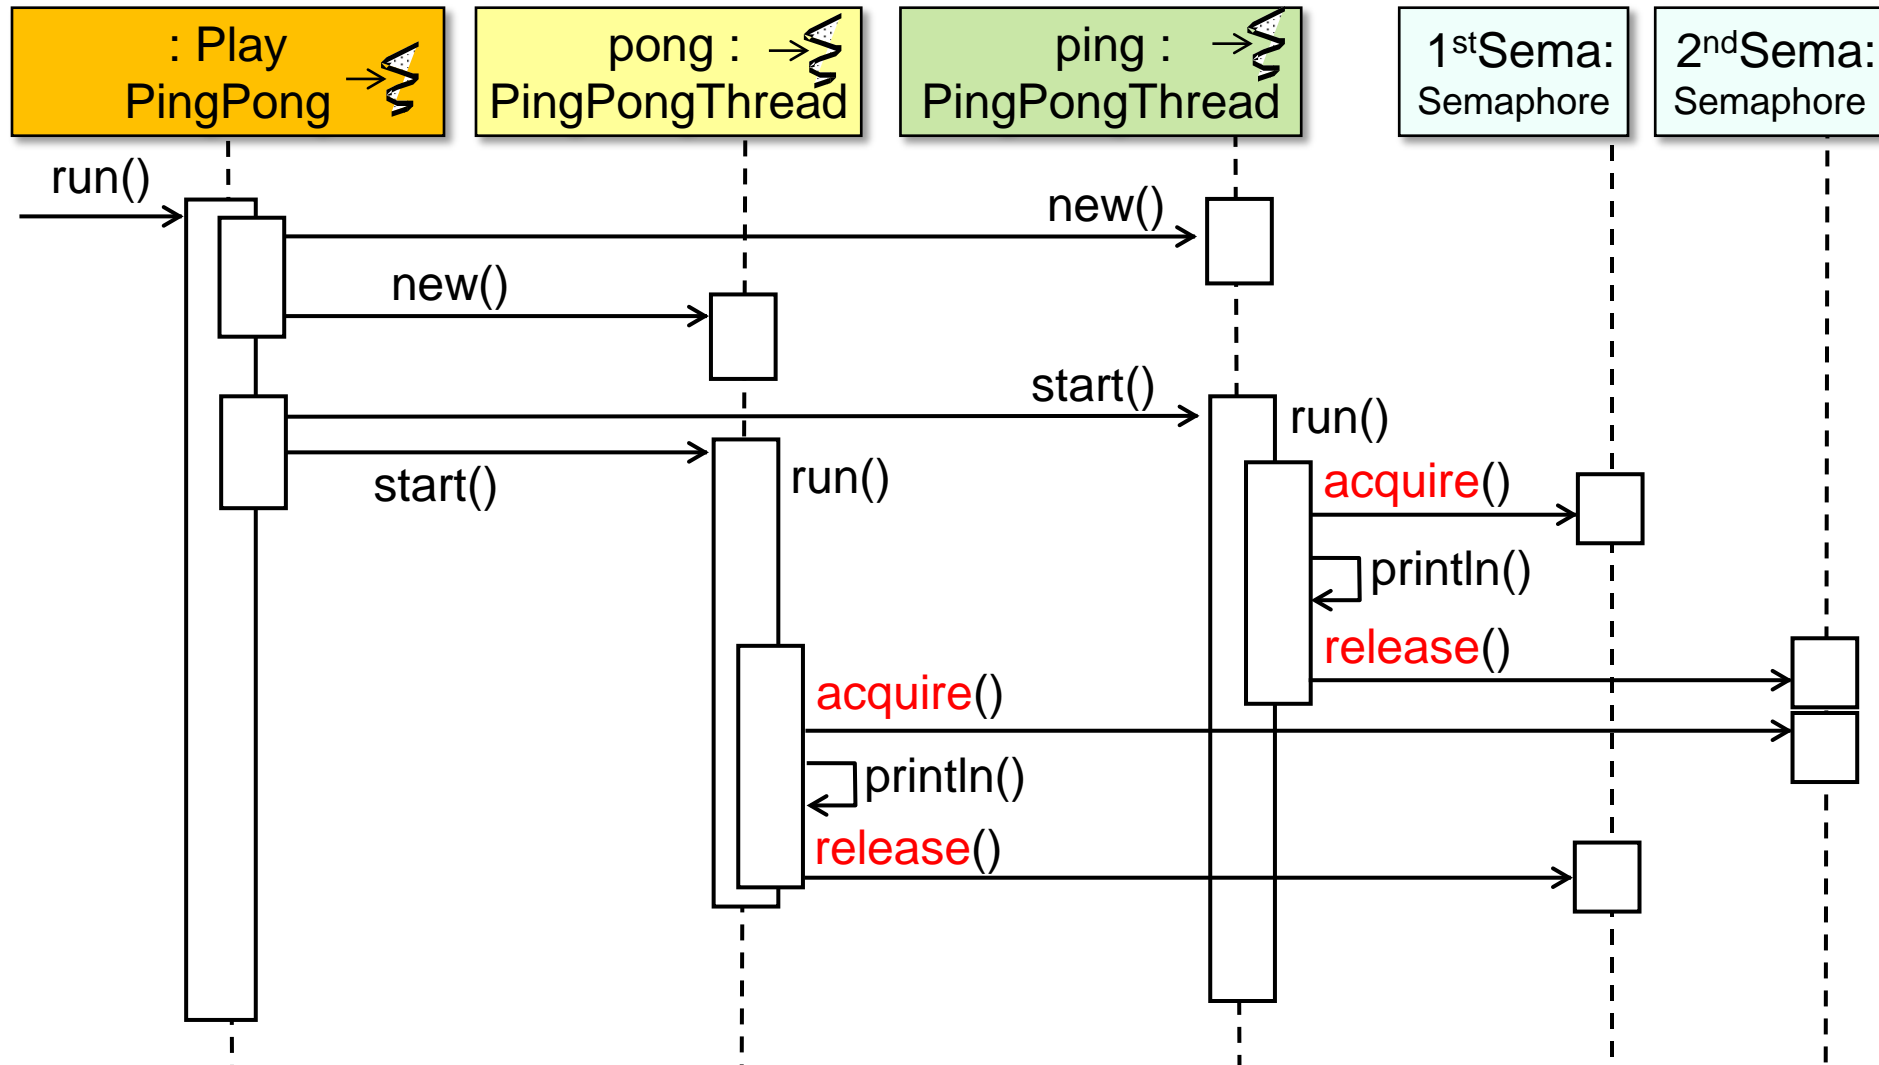 : Play
PingPong
pong :
PingPongThread
ping :
PingPongThread
1stSema:
Semaphore
2ndSema:
Semaphore
run()
new()
new()
start()
run()
start()
run()
acquire()
println()
release()
acquire()
println()
release()